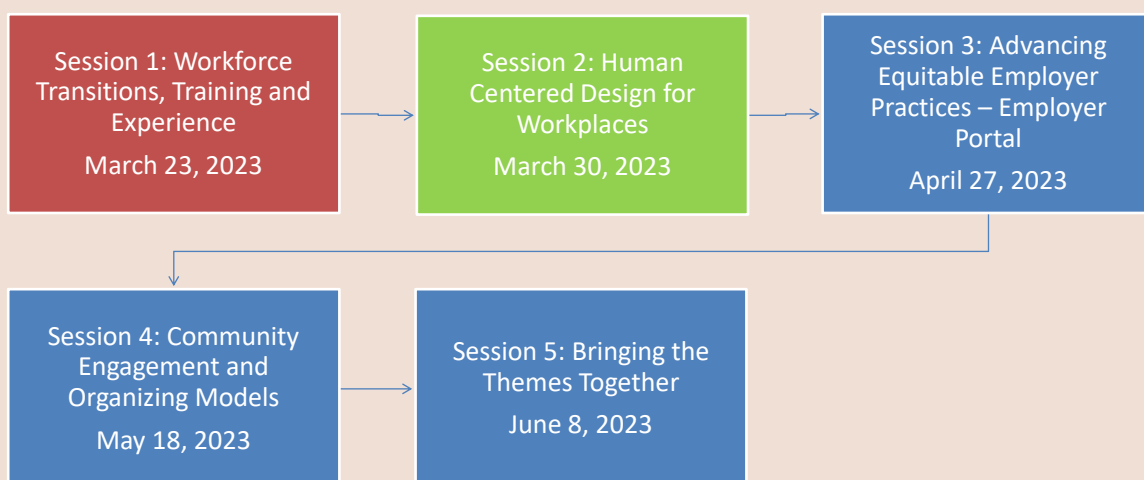 Session 1: Workforce
Transitions, Training and
Experience
March 23, 2023
Session 2: Human
Centered Design for
Workplaces
March 30, 2023
Session 3: Advancing
Equitable Employer
Practices – Employer
Portal
April 27, 2023
Session 4: Community
Engagement and
Organizing Models
May 18, 2023
Session 5: Bringing the
Themes Together
June 8, 2023